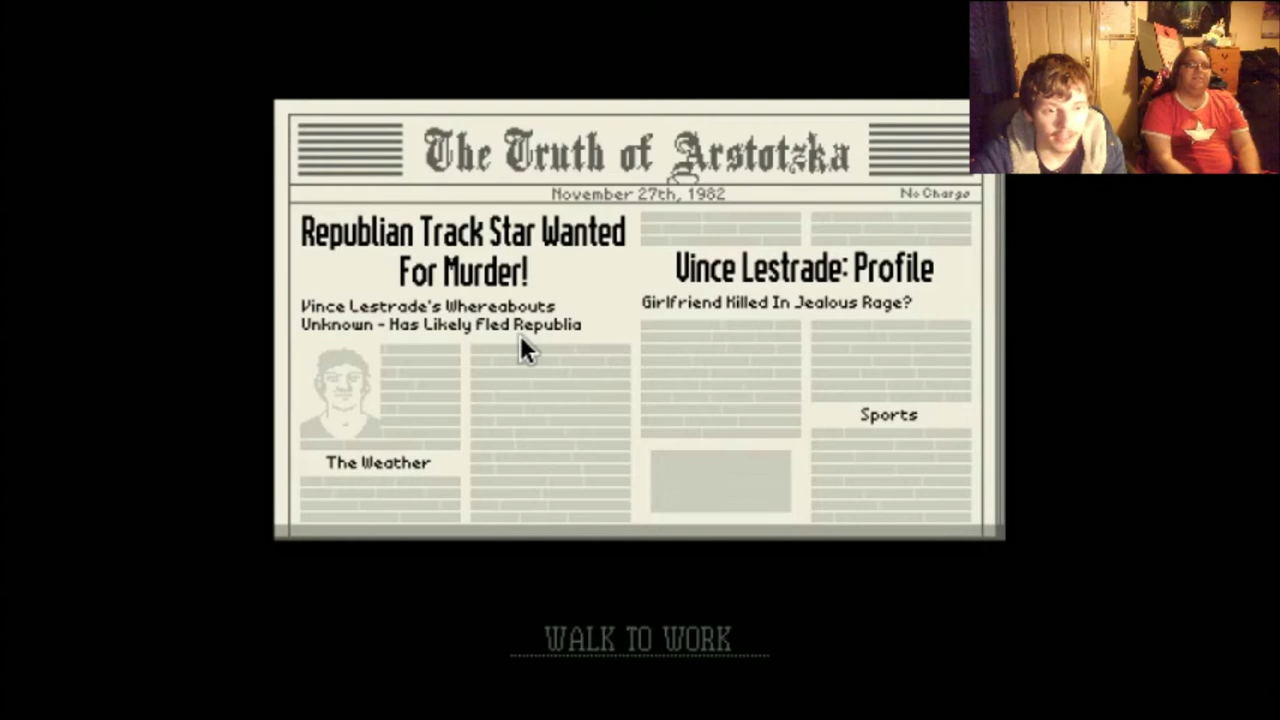 The Truth of Arstotzka
November 27th, 1982
No Charge
Republian Track Star Wanted
For Murder!
Vince Lestrade's Whereabouts
Unknown - Has Likely Fled Republia
The Weather
Vince Lestrade: Profile
Girlfriend Killed In Jealous Rage?
Sports
WALK TO WORK